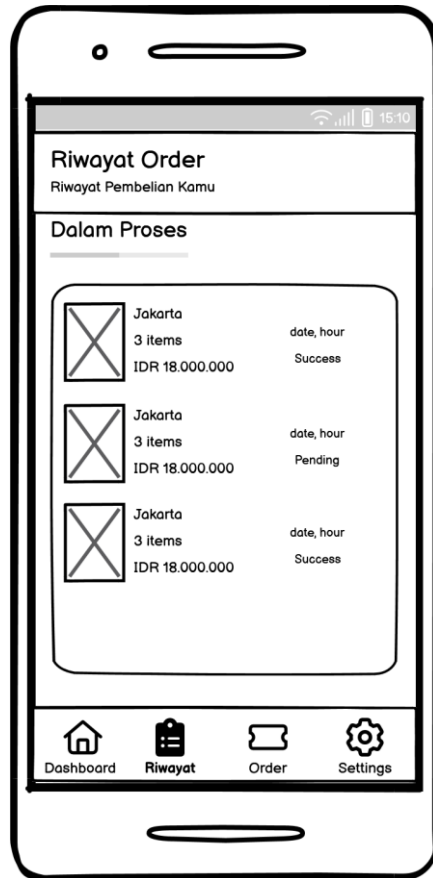 15:10
Riwayat Order
Riwayat Pembelian Kamu
Dalam Proses
Jakarta
3 items
IDR 18.000.000
date, hour
Success
Jakarta
3 items
IDR 18.000.000
date, hour
Pending
Jakarta
3 items
IDR 18.000.000
date, hour
Success
Dashboard Riwayat Order Settings